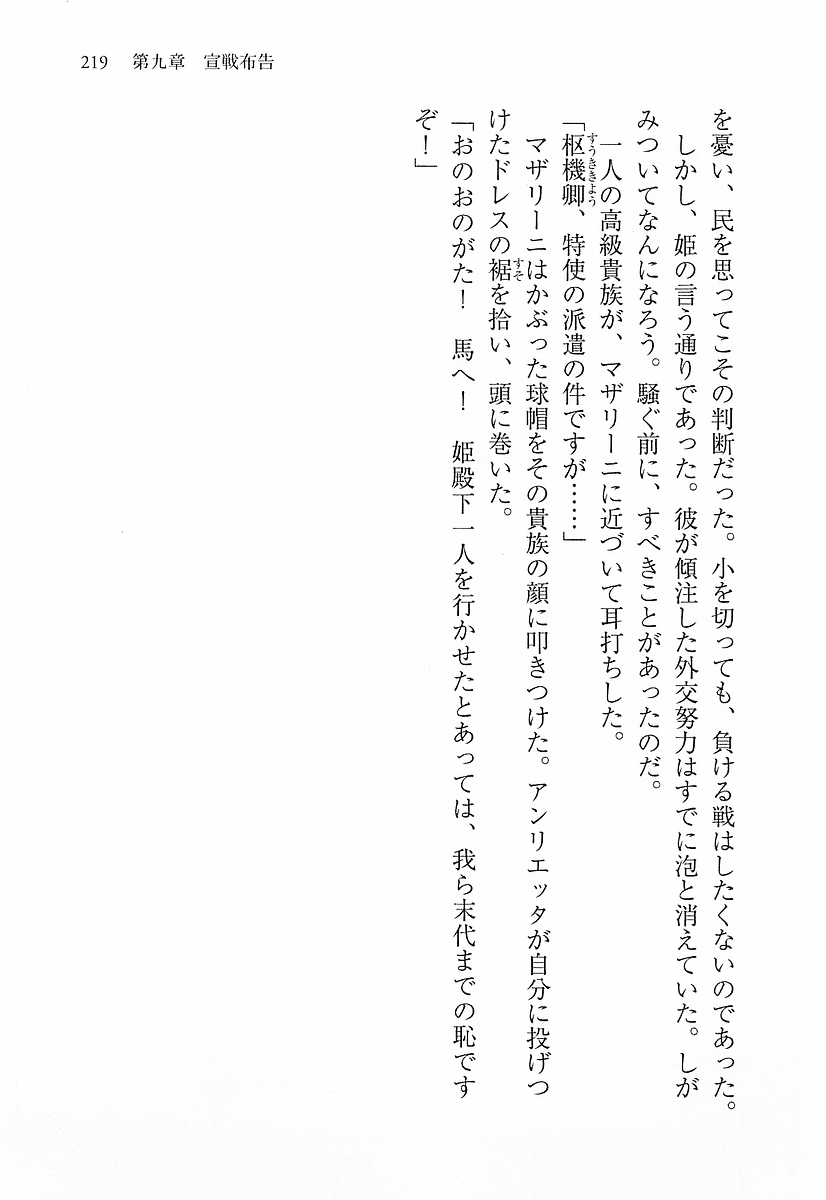 219 第九章 宣戦布告
を憂い、民を思ってこその判断だった。小を切っても、負ける戦はしたくないのであった。
しかし、姫の言う通りであった。彼が傾注した外交努力はすでに泡と消えていた。しが
みついてなんになろう。騒ぐ前に、すべきことがあったのだ。
一人の高級貴族が、マザリーニに近づいて耳打ちした。
「枢機卿、特使の派遣の件ですが……」
すうききょう
マザリーニはかぶった球帽をその貴族の顔に叩きつけた。アンリエッタが自分に投げつ
けたドレスの裾を拾い、頭に巻いた。
すそ
「おのおのがた！　馬へ！　姫殿下一人を行かせたとあっては、我ら末代までの恥です
ぞ！」